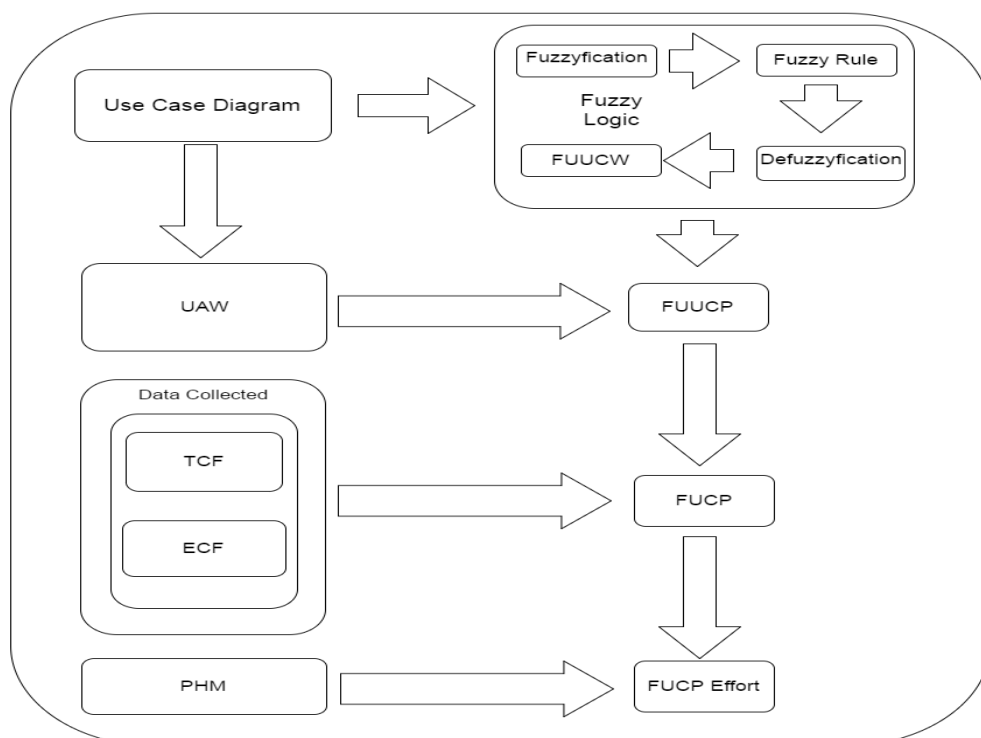 Use Case Diagram
Fuzzyfication
Fuzzy Rule
Fuzzy
Logic
FUUCW
Defuzzyfication
UAW
FUUCP
Data Collected
TCF
ECF
FUCP
PHM
FUCP Effort